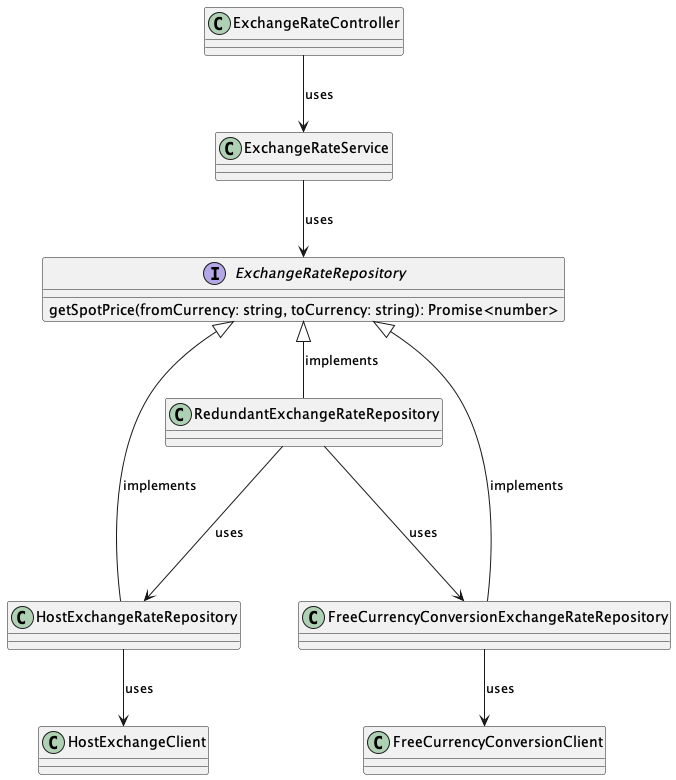 C ExchangeRateController
uses
C ExchangeRateService
uses
I ExchangeRateRepository
getSpotPrice(fromCurrency: string, toCurrency: string): Promise<number>
implements
C RedundantExchangeRateRepository
implements
implements
uses
uses
C HostExchangeRateRepository
C FreeCurrencyConversionExchangeRateRepository
uses
uses
C HostExchangeClient
C FreeCurrencyConversionClient